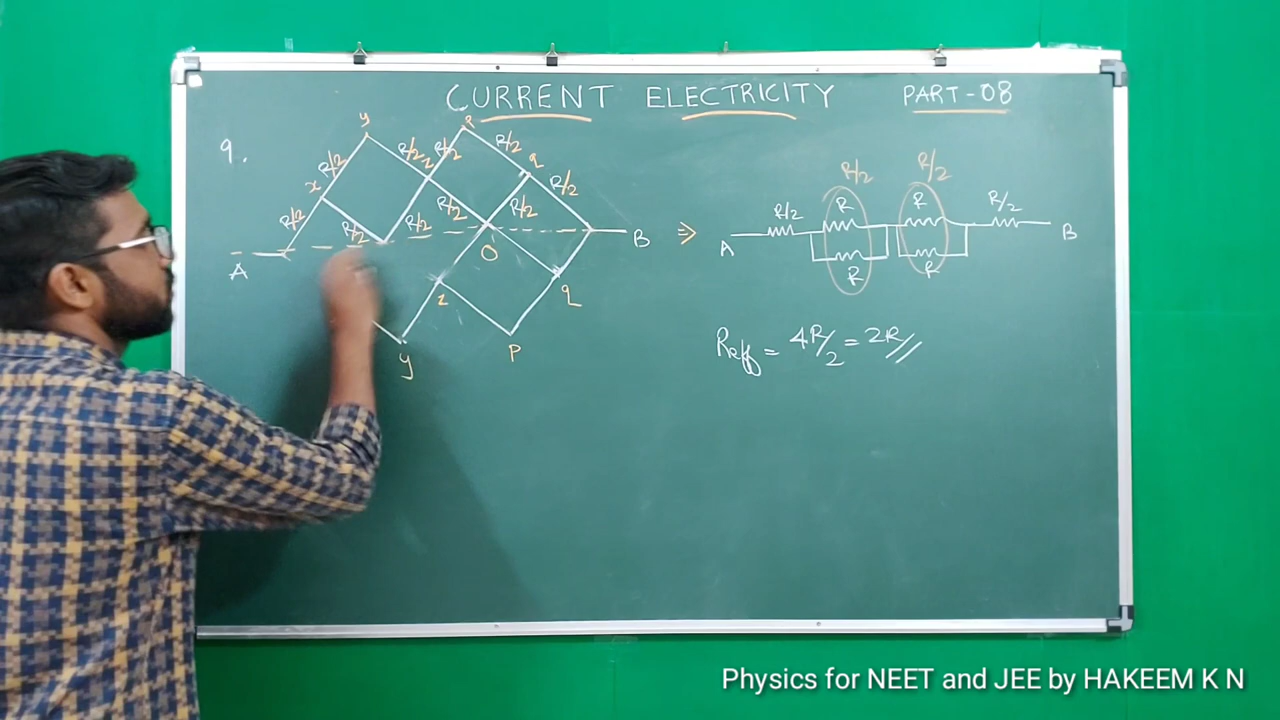 CURRENT ELECTRICITY PART-08
9.
y
R/2 R/2 z R/2 R/2
x q
R/2 R/2 R/2 R/2 R/2 R/2
A O B
z q
y P
⇒
R/2 R/2
R/2 R R R/2
A R R B
Reff = 4R/2 = 2R//
Physics for NEET and JEE by HAKEEM K N